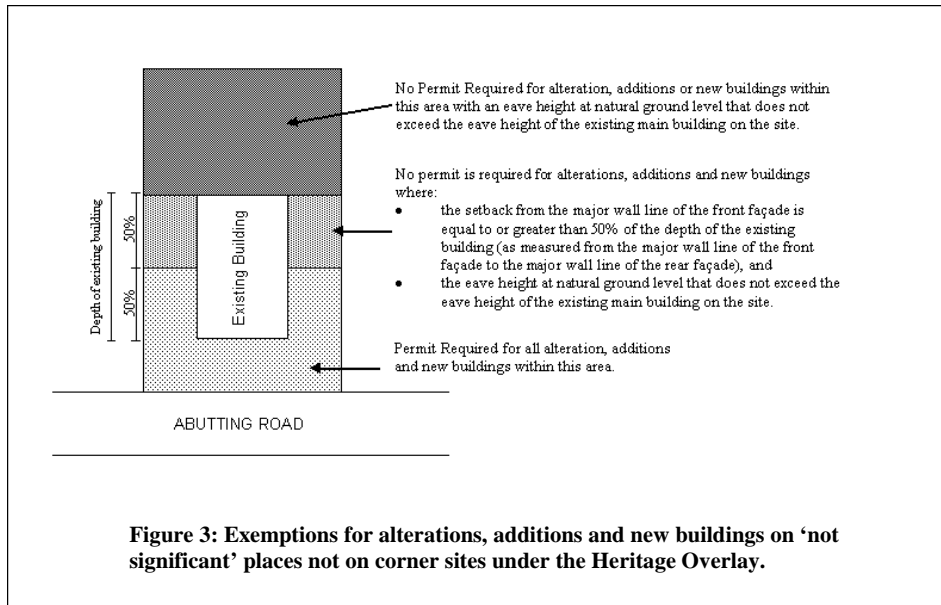 No Permit Required for alteration, additions or new buildings within
this area with an eave height at natural ground level that does not
exceed the eave height of the existing main building on the site.
No permit is required for alterations, additions and new buildings
where:
• the setback from the major wall line of the front façade is
equal to or greater than 50% of the depth of the existing
building (as measured from the major wall line of the front
façade to the major wall line of the rear façade), and
• the eave height at natural ground level that does not exceed the
eave height of the existing main building on the site.
Depth of existing building
50%
50%
Existing Building
Permit Required for all alteration, additions
and new buildings within this area.
ABUTTING ROAD
Figure 3: Exemptions for alterations, additions and new buildings on ‘not
significant’ places not on corner sites under the Heritage Overlay.